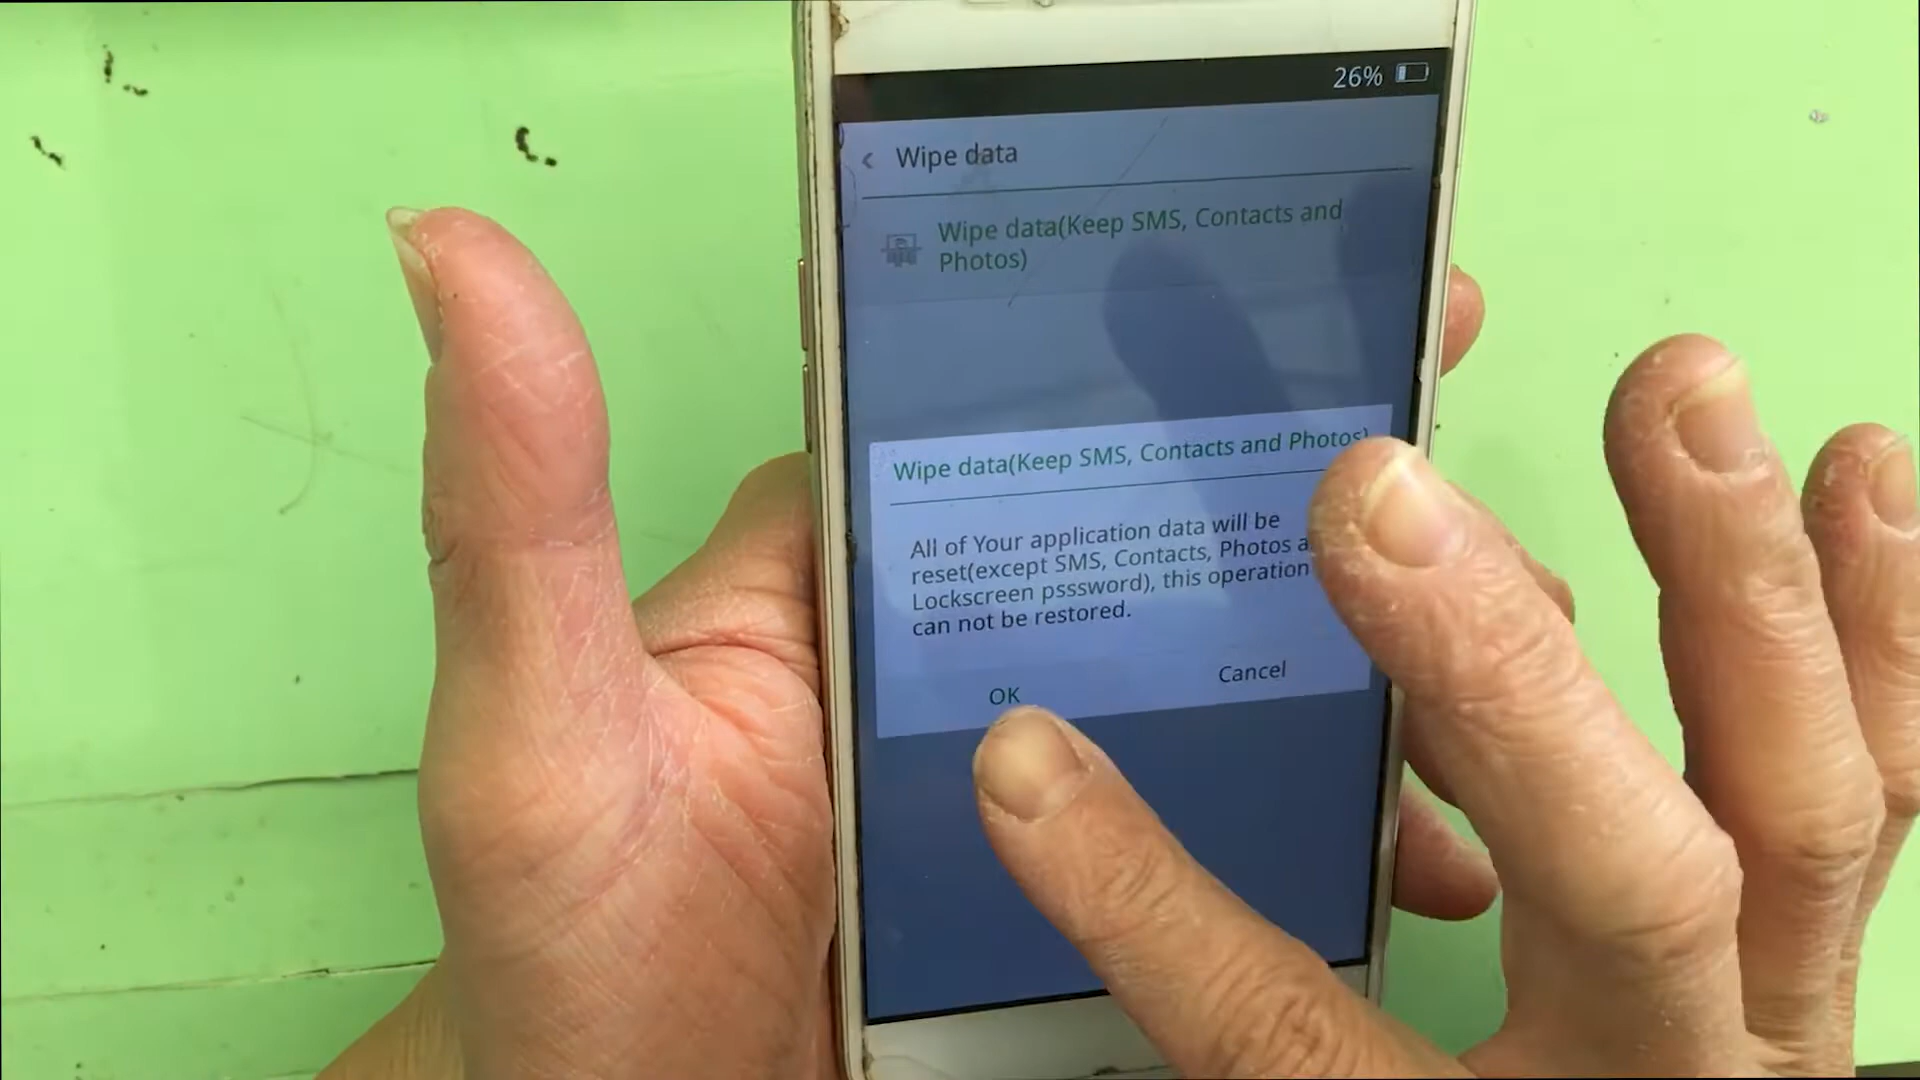 26%
Wipe data
Wipe data(Keep SMS, Contacts and
Photos)
Wipe data(Keep SMS, Contacts and Photos)
All of Your application data will be
reset(except SMS, Contacts, Photos a
Lockscreen psssword), this operation
can not be restored.
OK
Cancel